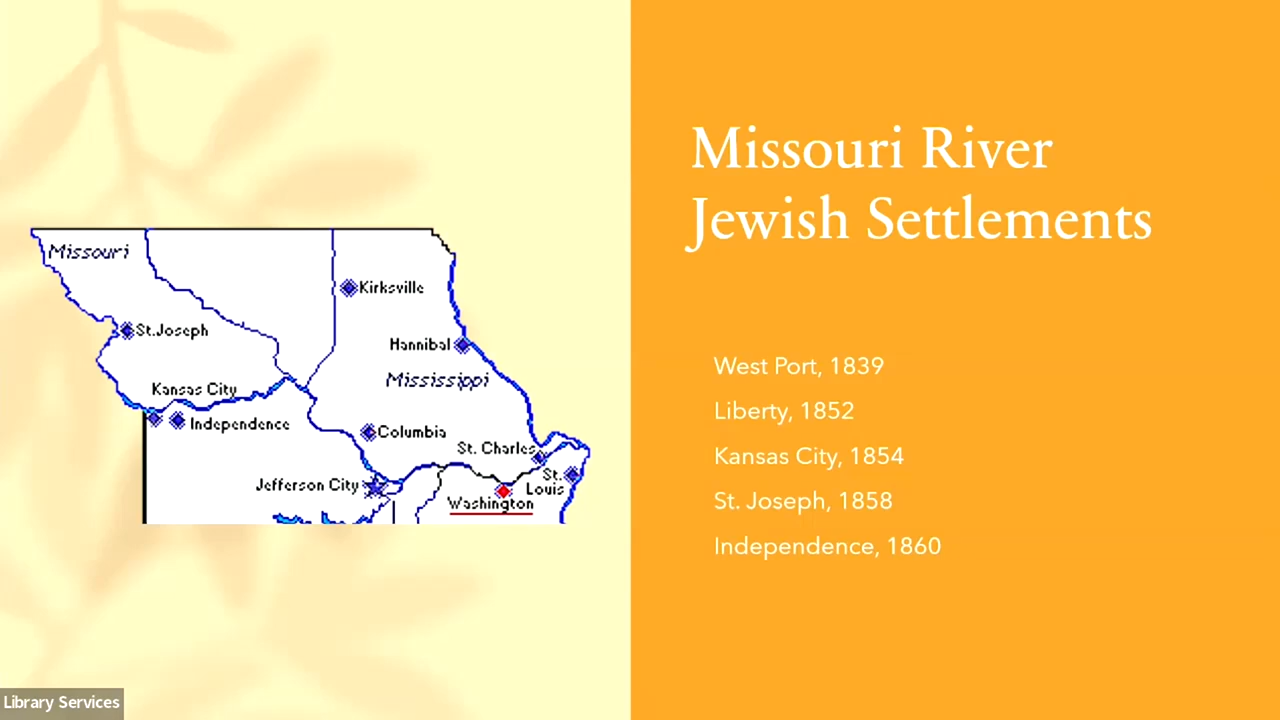 Missouri River
Jewish Settlements
West Port, 1839
Liberty, 1852
Kansas City, 1854
St. Joseph, 1858
Independence, 1860
Missouri
Kirksville
St.Joseph
Hannibal
Mississippi
Kansas City
Independence
Columbia
St. Charles
St.
Louis
Jefferson City
Washington
Library Services